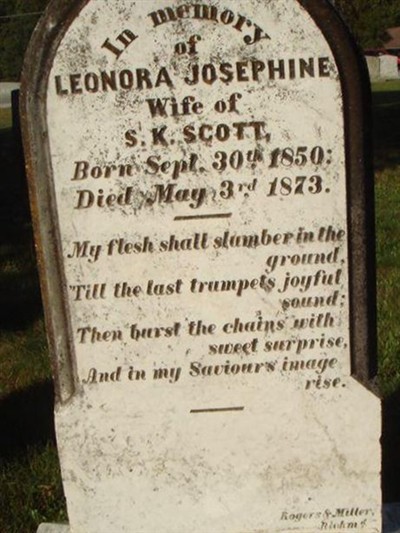 In memory
of
LEONORA JOSEPHINE
Wife of
S. K. SCOTT,
Born Sept. 30th 1850:
Died May 3rd 1873.
My flesh shall slumber in the
ground,
Till the last trumpets joyful
sound;
Then burst the chains with
sweet surprise,
And in my Saviours image
rise.
Rogers & Miller,
Richmd